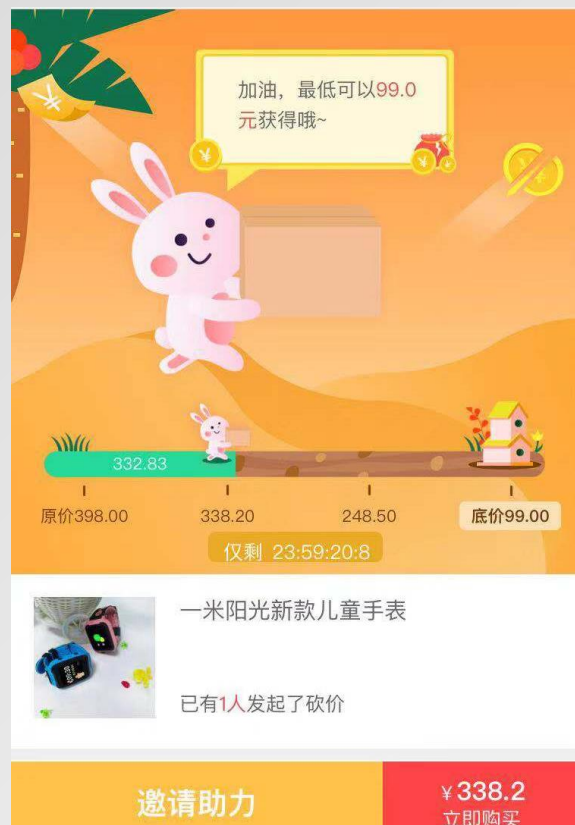 加油，最低可以99.0
元获得哦~
332.83
原价398.00
338.20
248.50
底价99.00
仅剩 23:59:20:8
一米阳光新款儿童手表
已有1人发起了砍价
邀请助力
¥338.2
立即购买